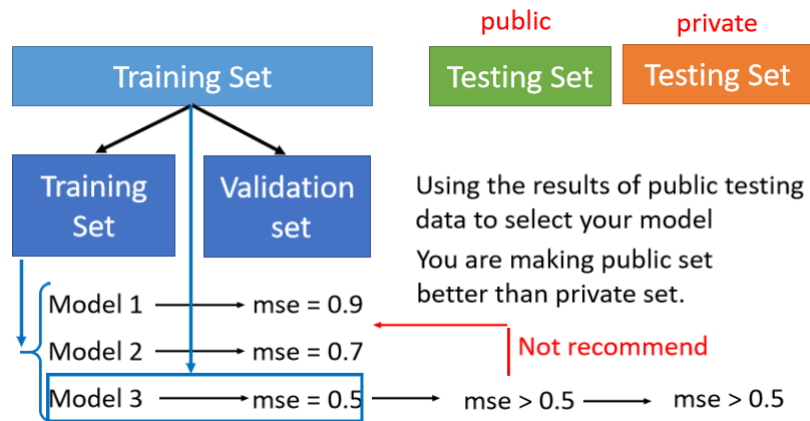 public
private
Training Set
Testing Set
Testing Set
Training
Set
Validation
set
Using the results of public testing
data to select your model
You are making public set
better than private set.
Model 1
mse = 0.9
Model 2
mse = 0.7
Not recommend
Model 3
mse = 0.5
mse > 0.5
mse > 0.5